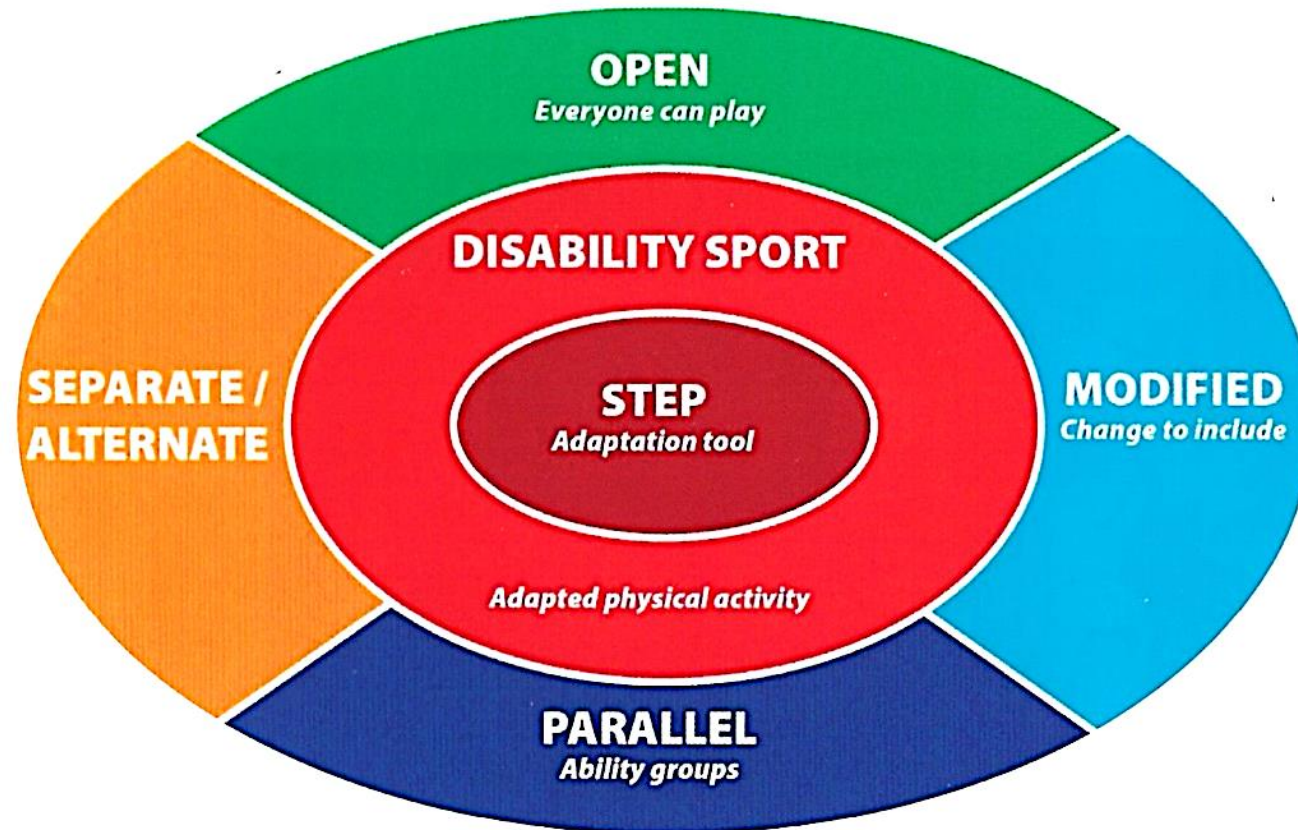 OPEN
Everyone can play
DISABILITY SPORT
SEPARATE /
ALTERNATE
STEP
Adaptation tool
MODIFIED
Change to include
Adapted physical activity
PARALLEL
Ability groups